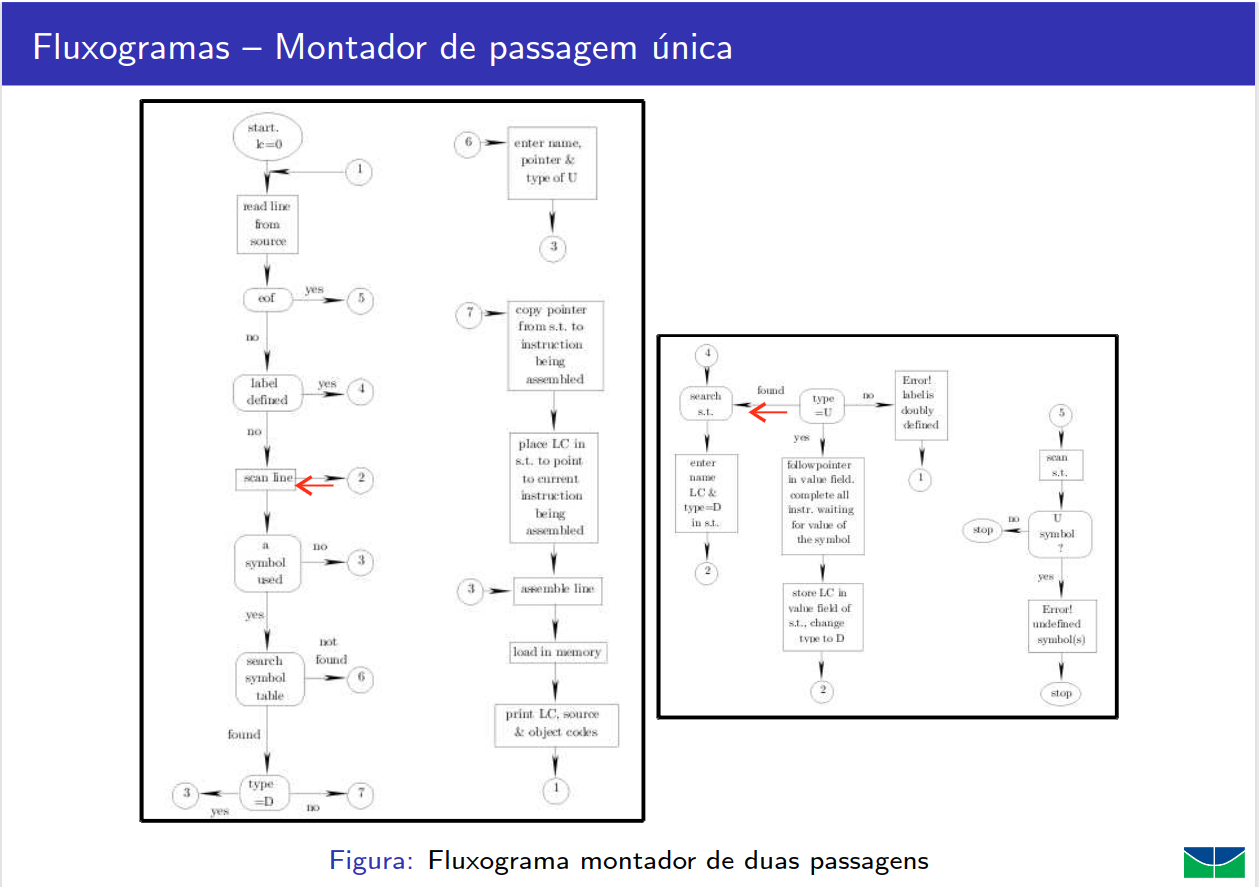 Fluxogramas – Montador de passagem única
start.
lc=0
1
read line
from
source
eof
yes
5
no
label
defined
yes
4
no
scan line
2
a
symbol
used
no
3
yes
search
symbol
table
not
found
6
found
type
=D
3
yes
no
7
6
enter name,
pointer &
type of U
3
7
copy pointer
from s.t. to
instruction
being
assembled
place LC in
s.t. to point
to current
instruction
being
assembled
3
assemble line
load in memory
print LC, source
& object codes
1
4
search
s.t.
found
type
=U
no
Error!
label is
doubly
defined
1
yes
enter
name
LC &
type=D
in s.t.
2
follow pointer
in value field.
complete all
instr. waiting
for value of
the symbol
store LC in
value field of
s.t., change
type to D
2
5
scan
s.t.
U
symbol
?
no
stop
yes
Error!
undefined
symbol(s)
stop
Figura: Fluxograma montador de duas passagens